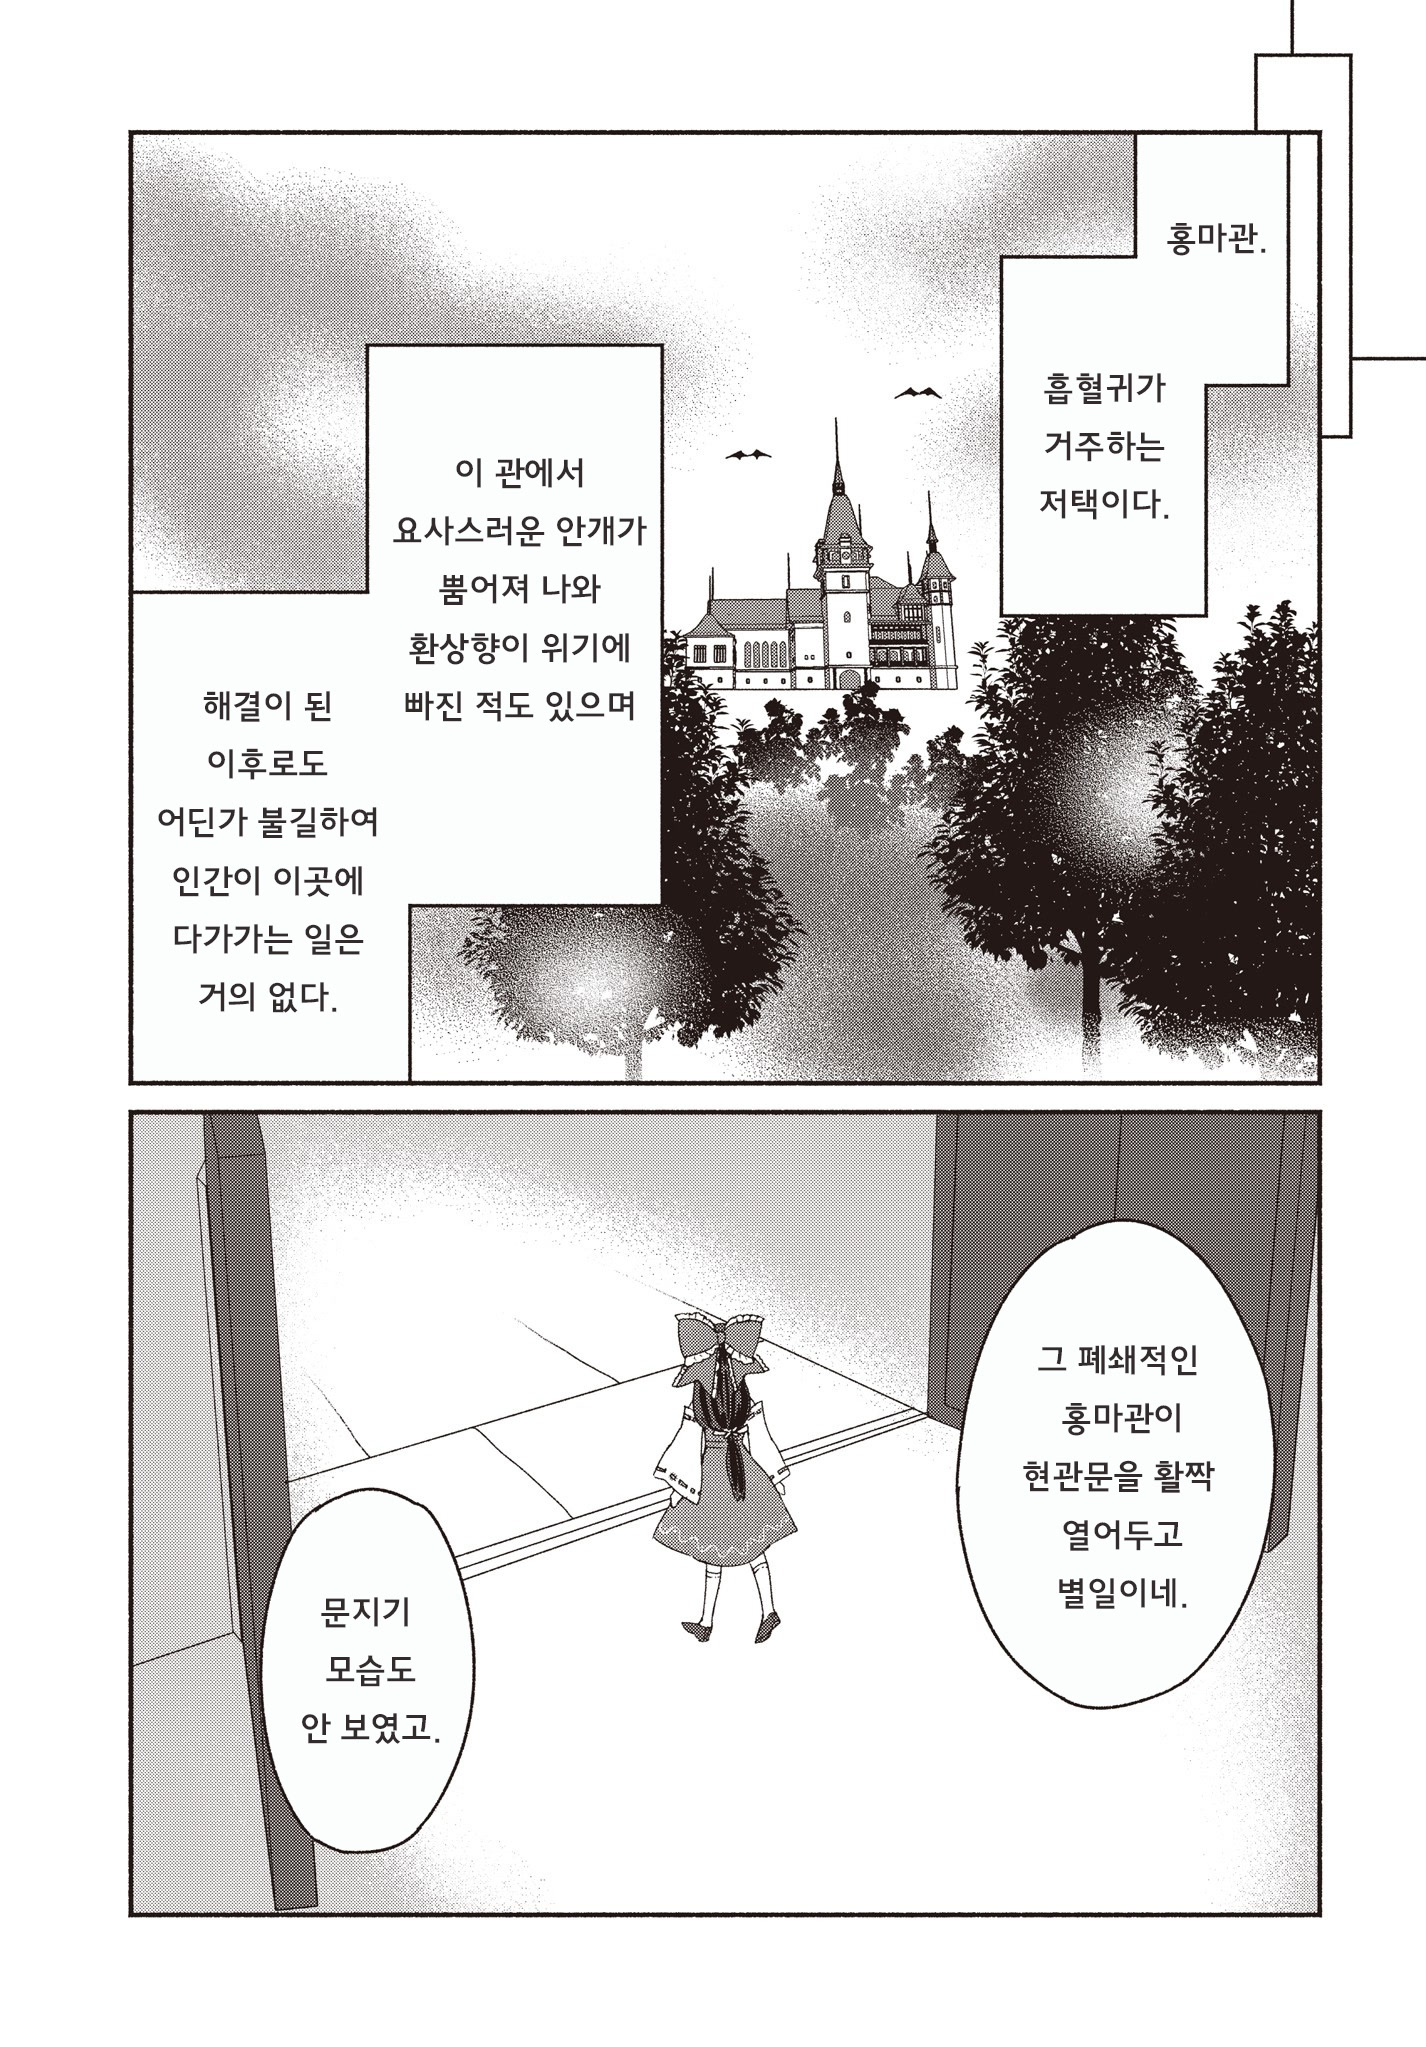 홍마관.
흡혈귀가
거주하는
저택이다.
이 관에서
요사스러운 안개가
뿜어져 나와
환상향이 위기에
빠진 적도 있으며
해결이 된
이후로도
어딘가 불길하여
인간이 이곳에
다가가는 일은
거의 없다.
그 폐쇄적인
홍마관이
현관문을 활짝
열어두고
별일이네.
문지기
모습도
안 보였고.